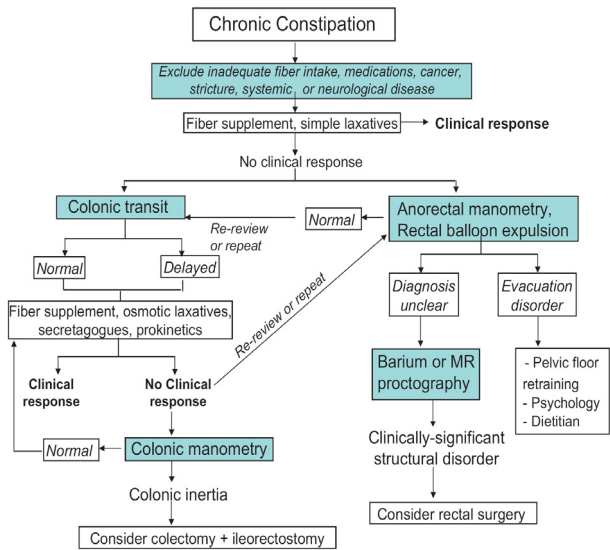 Chronic Constipation
Exclude inadequate fiber intake, medications, cancer,
stricture, systemic or neurological disease
Fiber supplement, simple laxatives
Clinical response
No clinical response
Colonic transit
Re-review
or repeat
Normal
Anorectal manometry,
Rectal balloon expulsion
Normal
Delayed
Diagnosis
unclear
Evacuation
disorder
Fiber supplement, osmotic laxatives,
secretagogues, prokinetics
Re-review or repeat
Clinical
response
No Clinical
response
Barium or MR
proctography
- Pelvic floor
retraining
- Psychology
- Dietitian
Normal
Colonic manometry
Clinically-significant
structural disorder
Colonic inertia
Consider colectomy + ileorectostomy
Consider rectal surgery